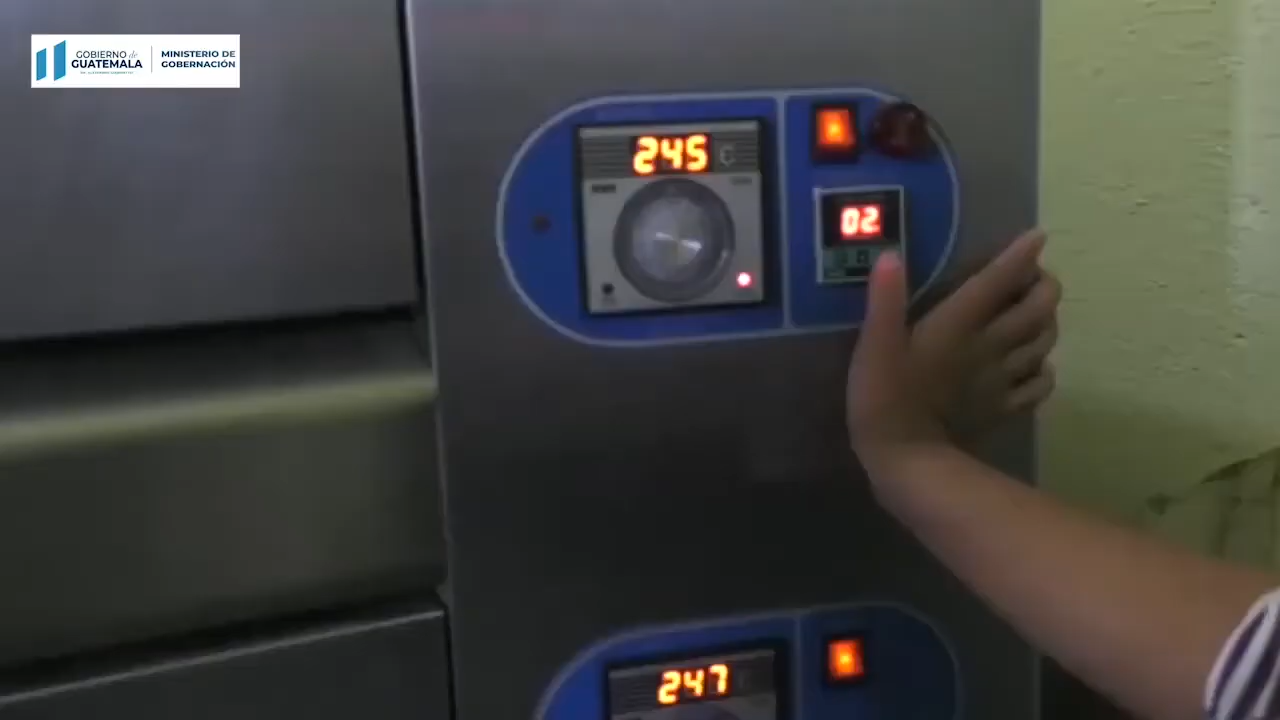 GOBIERNO de
GUATEMALA
MINISTERIO DE
GOBERNACIÓN
245 C
02.
247